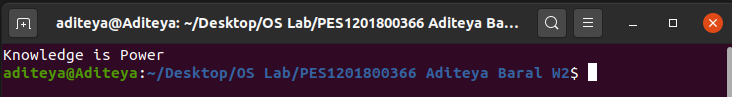 aditeya@Aditeya: ~/Desktop/OS Lab/PES1201800366 Aditeya Bar...
Knowledge is Power
aditeya@Aditeya:~/Desktop/OS Lab/PES1201800366 Aditeya Baral W2$